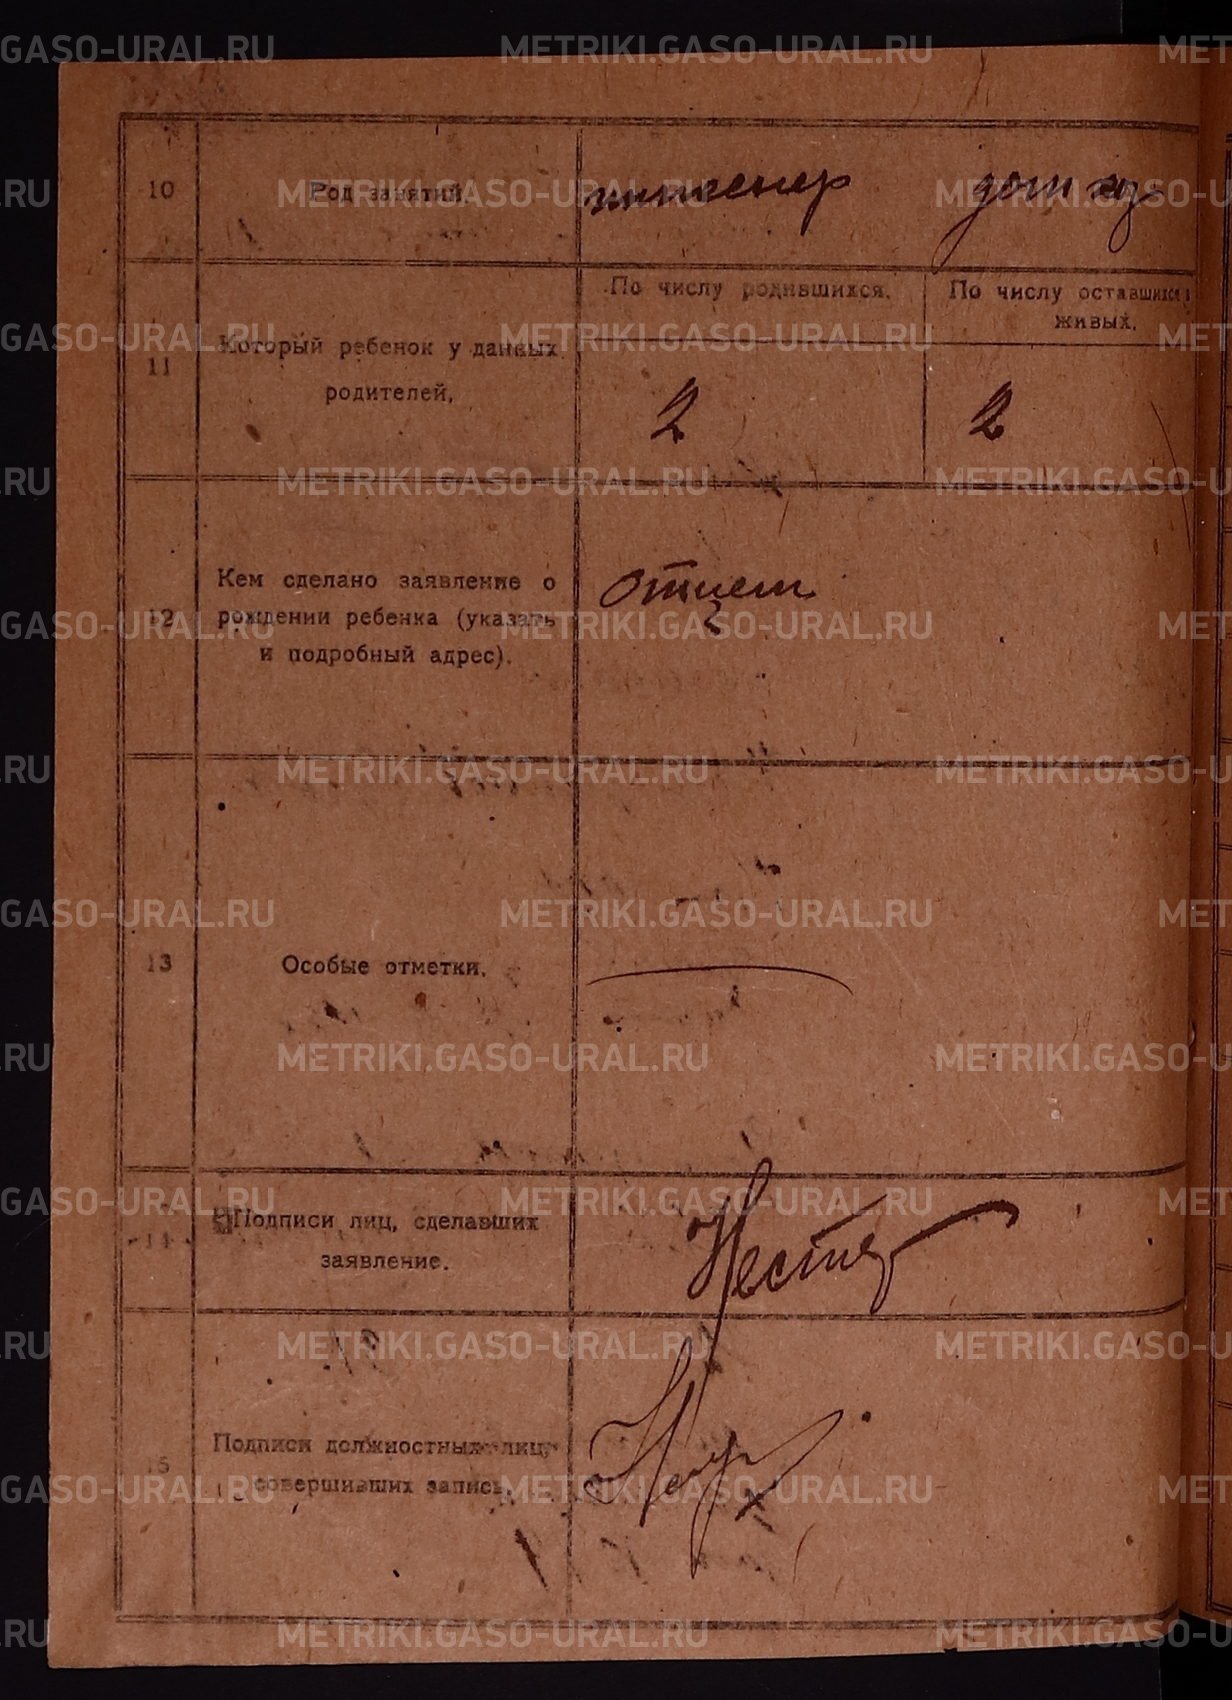 10 Род занятий. инженер дом хоз
По числу родившихся. По числу оставшихся
живых.
11 Который ребенок у данных
родителей. 2 2
12 Кем сделано заявление о
рождении ребенка (указать
и подробный адрес). отцем
13 Особые отметки.
14 Подписи лиц, сделавших
заявление. Нестер
15 Подписи должностных лиц,
совершивших запись.
METRIKI.GASO-URAL.RU